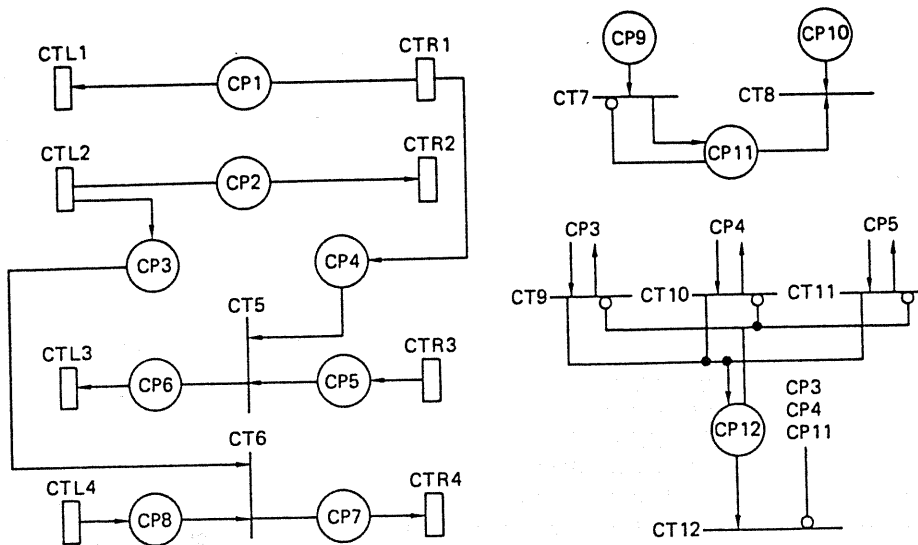 CTL1
CP1
CTR1
CTL2
CP2
CTR2
CP3
CP4
CT5
CTL3
CP6
CP5
CTR3
CT6
CTL4
CP8
CP7
CTR4
CP9
CP10
CT7
CT8
CP11
CP3
CP4
CP5
CT9
CT10
CT11
CP3
CP4
CP11
CP12
CT12